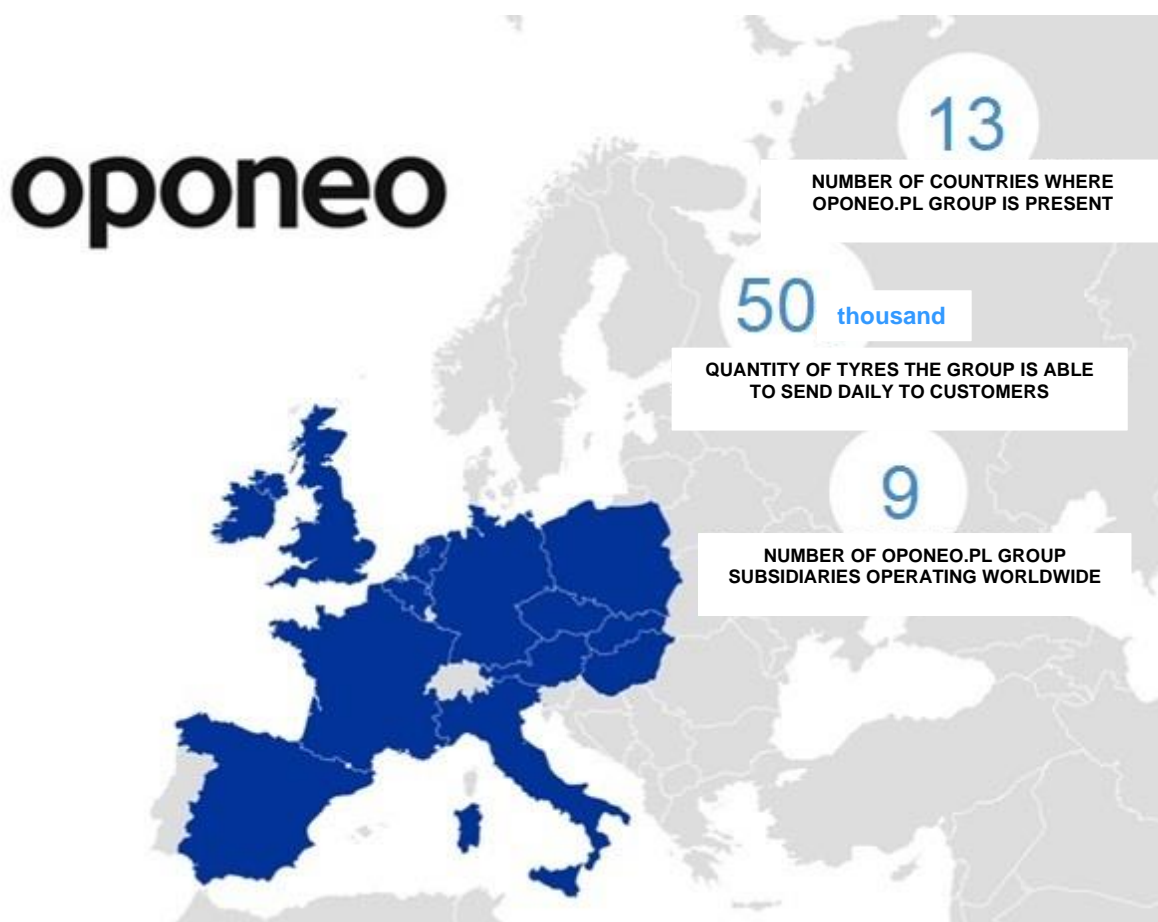 oponeo
13
NUMBER OF COUNTRIES WHERE
OPONEO.PL GROUP IS PRESENT
50 thousand
QUANTITY OF TYRES THE GROUP IS ABLE
TO SEND DAILY TO CUSTOMERS
9
NUMBER OF OPONEO.PL GROUP
SUBSIDIARIES OPERATING WORLDWIDE